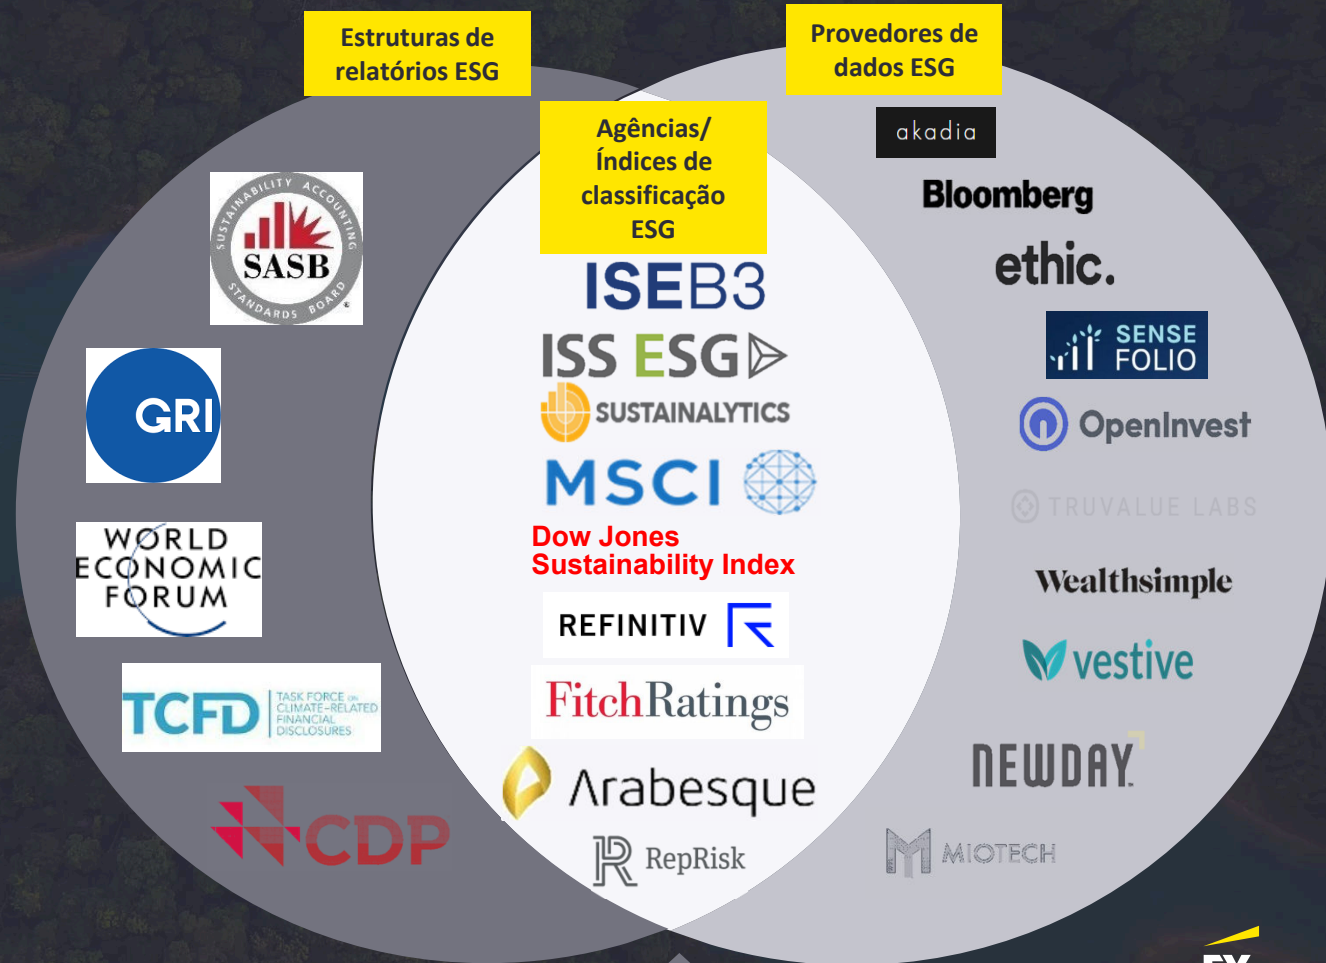 Estruturas de
relatórios ESG
Provedores de
dados ESG
Agências/
Índices de
classificação
ESG
SUSTAINABILITY ACCOUNTING
SASB
STANDARDS BOARD
®
GRI
WORLD
ECONOMIC
FORUM
TCFD
TASK FORCE ON
CLIMATE-RELATED
FINANCIAL
DISCLOSURES
CDP
ISEB3
ISS ESG
SUSTAINALYTICS
MSCI
Dow Jones
Sustainability Index
REFINITIV
FitchRatings
Arabesque
RepRisk
akadia
Bloomberg
ethic.
SENSE
FOLIO
OpenInvest
TRUVALUE LABS
Wealthsimple
vestive
NEWDAY
MIOTECH
EY